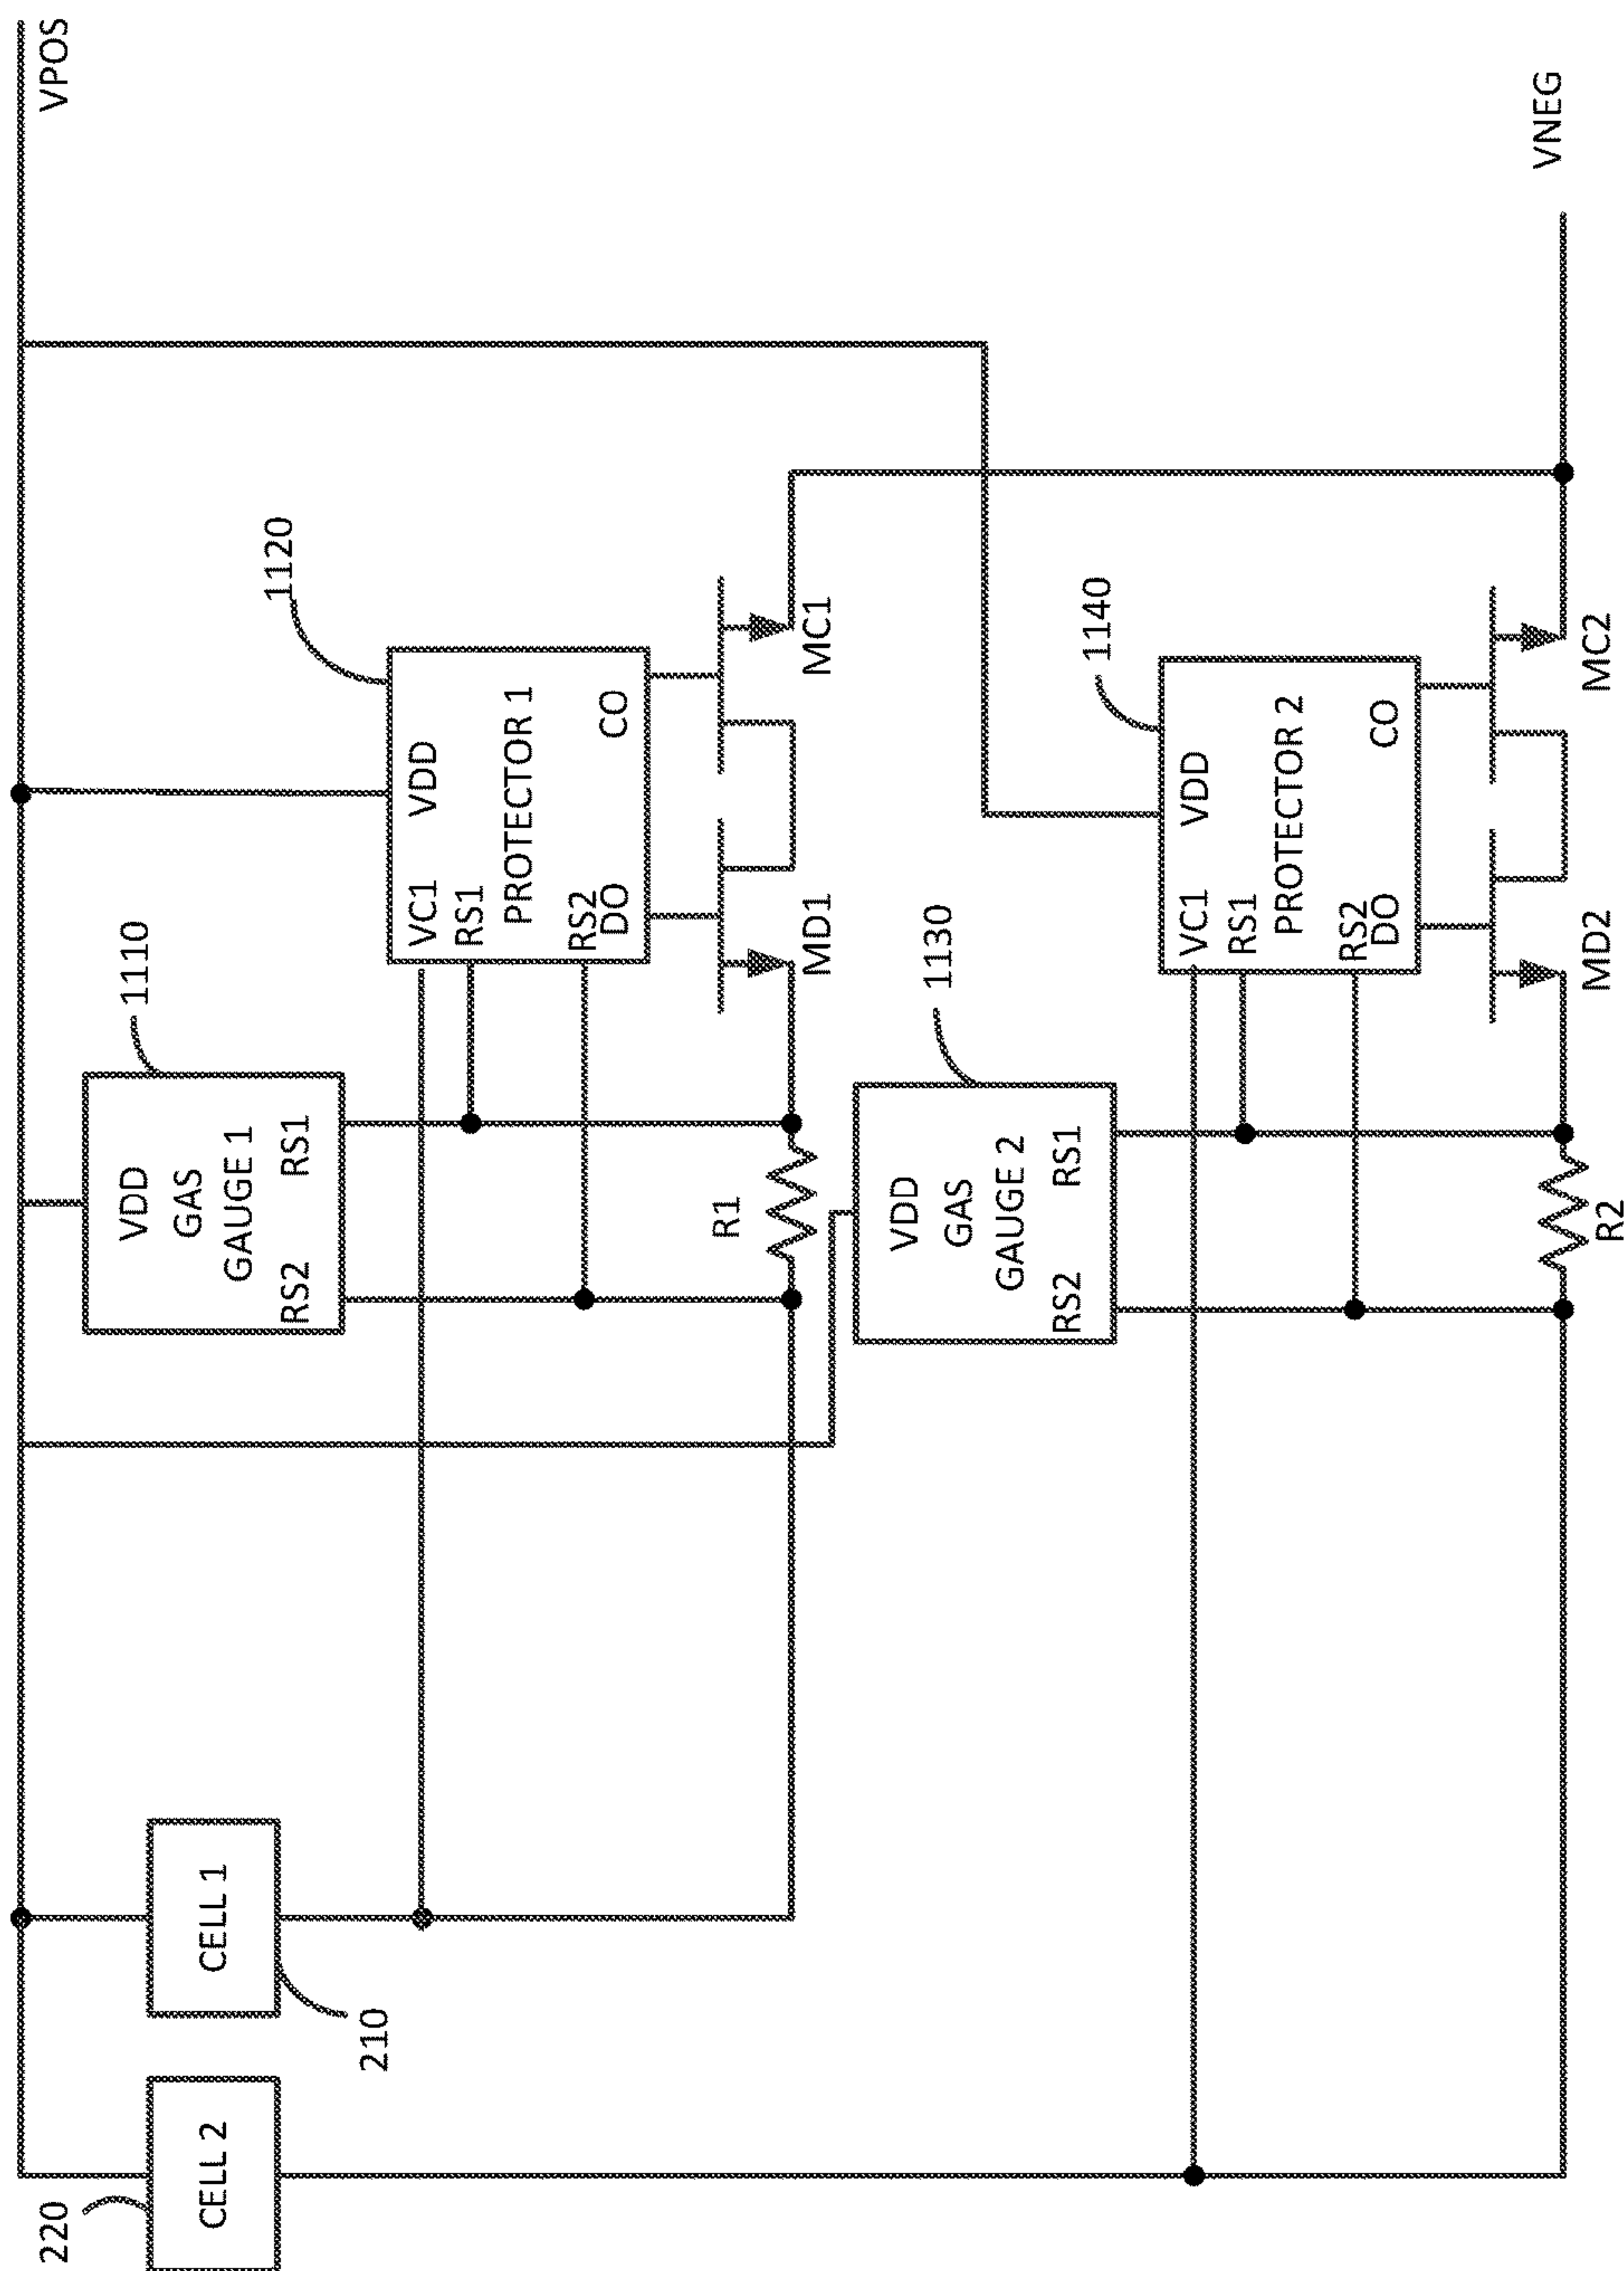 VPOS
VNEG
220
CELL 2
CELL 1
210
VDD
GAS
GAUGE 1
RS2
RS1
1110
VC1
VDD
RS1
PROTECTOR 1
RS2
DO
CO
1120
R1
MD1
MC1
VDD
GAS
GAUGE 2
RS2
RS1
1130
VC1
VDD
RS1
PROTECTOR 2
RS2
DO
CO
1140
R2
MD2
MC2